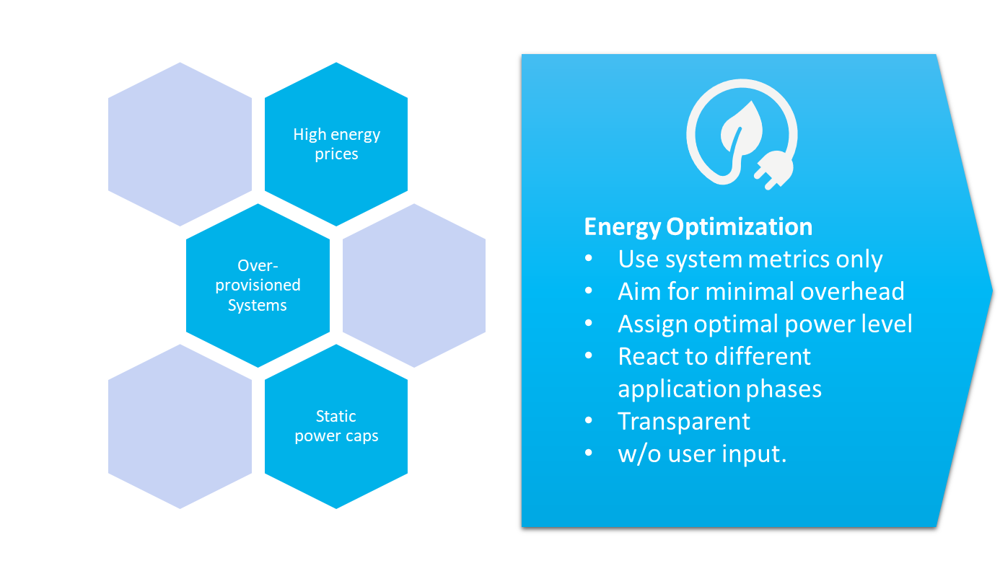 High energy
prices
Over-
provisioned
Systems
Static
power caps
Energy Optimization
• Use system metrics only
• Aim for minimal overhead
• Assign optimal power level
• React to different
application phases
• Transparent
• w/o user input.